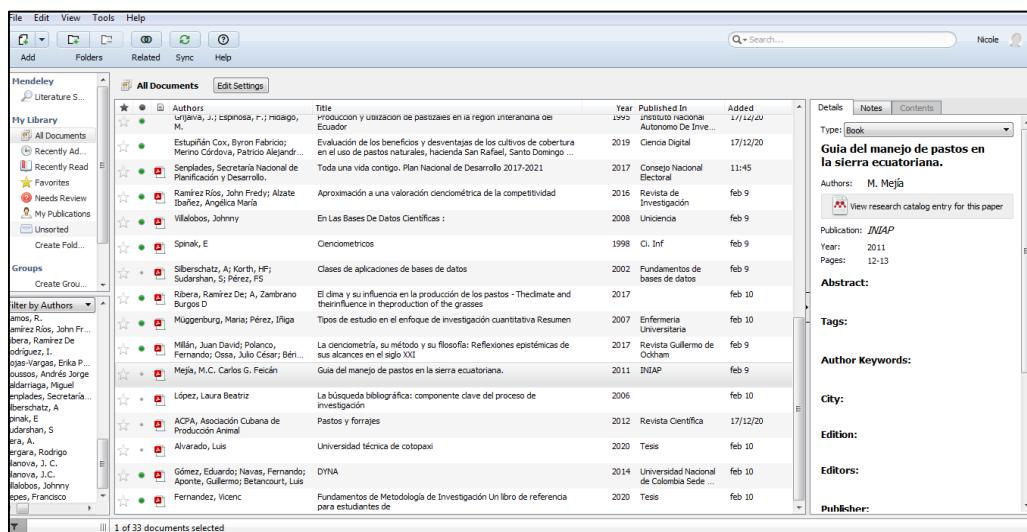 File Edit View Tools Help
Search...
Nicole
Add Folders Related Sync Help
Mendeley
Literature S...
My Library
All Documents
Recently Ad...
Recently Read
Favorites
Needs Review
My Publications
Unsorted
Create Fold...
Groups
Create Grou...
Filter by Authors
amos, R.
amírez Ríos, John Fr...
ibera, Ramírez De
odríguez, I.
ojas-Vargas, Erika P...
oussos, Andrés Jorge
aldarriaga, Miguel
enplades, Secretaría...
ilberschatz, A
pinak, E
udarshan, S
era, A.
ergara, Rodrigo
ilanova, J. C.
ilanova, J.C.
illalobos, Johnny
epes, Francisco
All Documents Edit Settings
Authors Title Year Published In Added
Grijalva, J.; Espinosa, F.; Hidalgo, Producción y utilización de pastizales en la región interandina del 1995 Instituto Nacional 17/12/20
M. Ecuador Autonomo De Inve...
Estupiñán Cox, Byron Fabricio; Evaluación de los beneficios y desventajas de los cultivos de cobertura 2019 Ciencia Digital 17/12/20
Merino Córdova, Patricio Alejandr... en el uso de pastos naturales, hacienda San Rafael, Santo Domingo ...
Senplades, Secretaría Nacional de Toda una vida contigo. Plan Nacional de Desarrollo 2017-2021 2017 Consejo Nacional 11:45
Planificación y Desarrollo. Electoral
Ramírez Ríos, John Fredy; Alzate Aproximación a una valoración cienciométrica de la competitividad 2016 Revista de feb 9
Ibañez, Angélica María Investigación
Villalobos, Johnny En Las Bases De Datos Científicas : 2008 Uniciencia feb 9
Spinak, E Cienciometricos 1998 Ci. Inf feb 9
Silberschatz, A; Korth, HF; Clases de aplicaciones de bases de datos 2002 Fundamentos de feb 9
Sudarshan, S; Pérez, FS bases de datos
Ribera, Ramírez De; A, Zambrano El clima y su influencia en la producción de los pastos - Theclimate and 2017 feb 10
Burgos D theirinfluence in theproduction of the grasses
Müggenburg, Maria; Pérez, Iñiga Tipos de estudio en el enfoque de investigación cuantitativa Resumen 2007 Enfermeria feb 10
Universitaria
Millán, Juan David; Polanco, La cienciometría, su método y su filosofía: Reflexiones epistémicas de 2017 Revista Guillermo de feb 9
Fernando; Ossa, Julio César; Béri... sus alcances en el siglo XXI Ockham
Mejía, M.C. Carlos G. Feicán Guia del manejo de pastos en la sierra ecuatoriana. 2011 INIAP feb 9
López, Laura Beatriz La búsqueda bibliográfica: componente clave del proceso de 2006 feb 10
investigación
ACPA, Asociación Cubana de Pastos y forrajes 2012 Revista Científica 17/12/20
Producción Animal
Alvarado, Luis Universidad técnica de cotopaxi 2020 Tesis feb 10
Gómez, Eduardo; Navas, Fernando; DYNA 2014 Universidad Nacional feb 10
Aponte, Guillermo; Betancourt, Luis de Colombia Sede ...
Fernandez, Vicenc Fundamentos de Metodología de Investigación Un libro de referencia 2020 Tesis feb 10
para estudiantes de
Details Notes Contents
Type: Book
Guia del manejo de pastos en
la sierra ecuatoriana.
Authors: M. Mejía
View research catalog entry for this paper
Publication: INIAP
Year: 2011
Pages: 12-13
Abstract:
Tags:
Author Keywords:
City:
Edition:
Editors:
Publisher:
1 of 33 documents selected